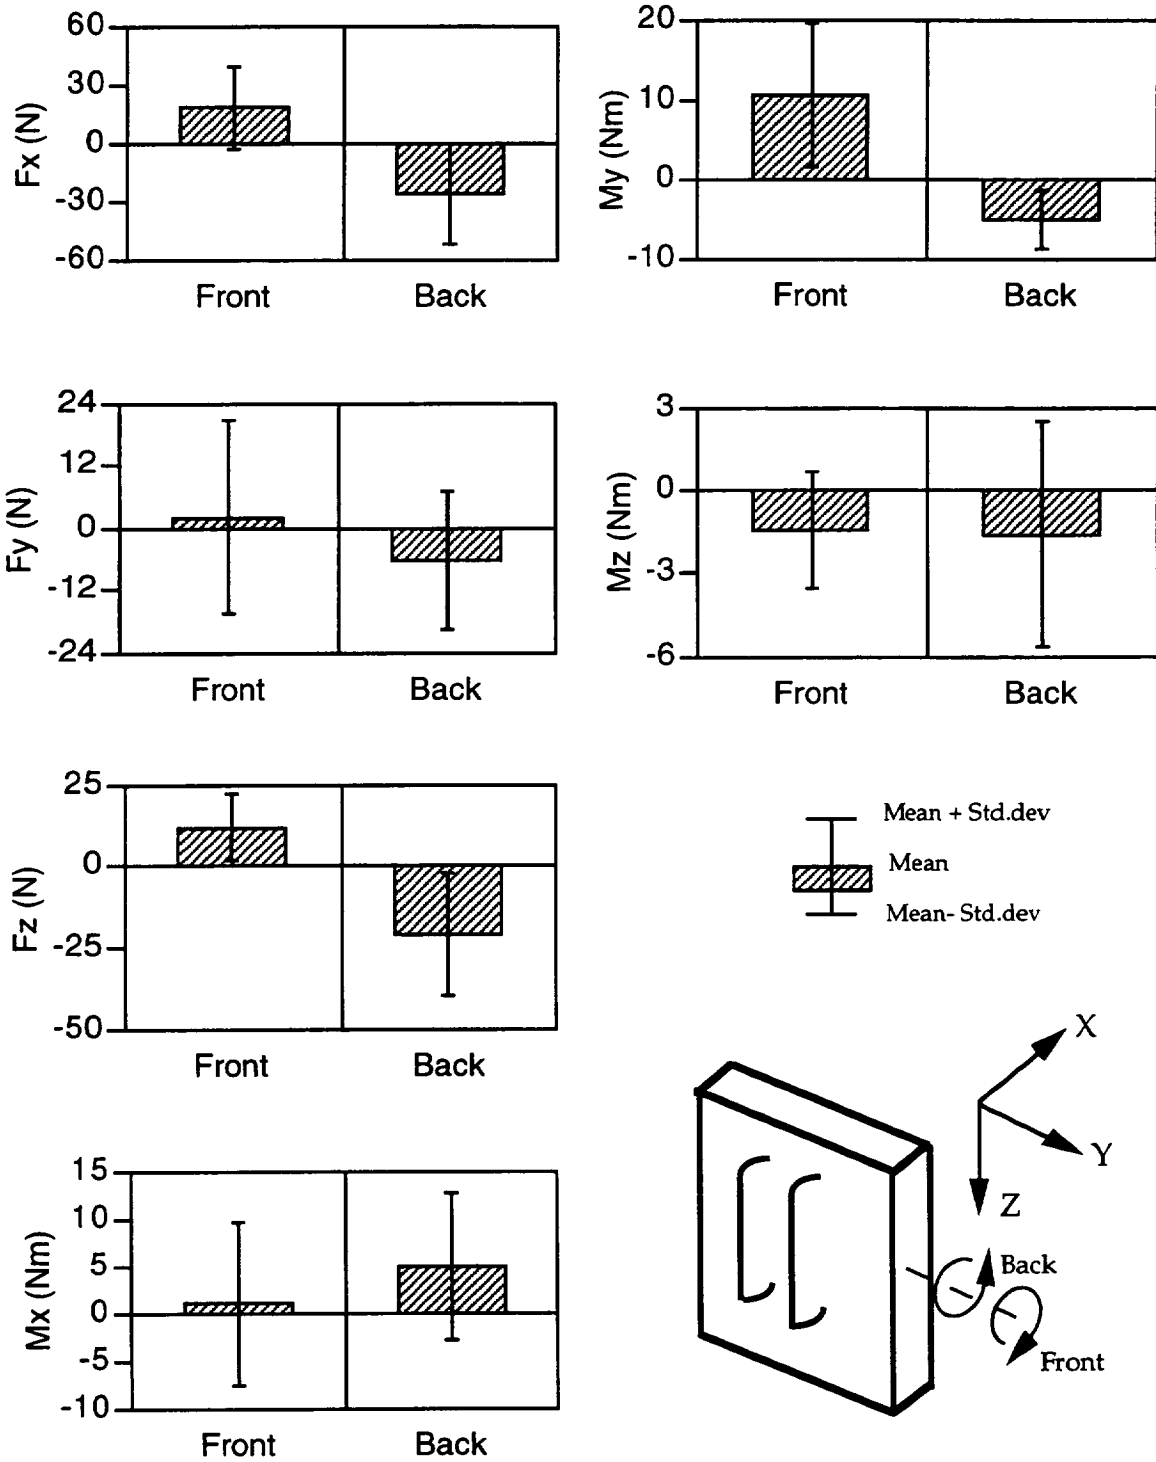 60
30
0
-30
-60
Fx (N)
Front Back
20
10
0
-10
My (Nm)
Front Back
24
12
0
-12
-24
Fy (N)
Front Back
3
0
-3
-6
Mz (Nm)
Front Back
25
0
-25
-50
Fz (N)
Front Back
Mean + Std.dev
Mean
Mean- Std.dev
15
10
5
0
-5
-10
Mx (Nm)
Front Back
X
Y
Z
Back
Front